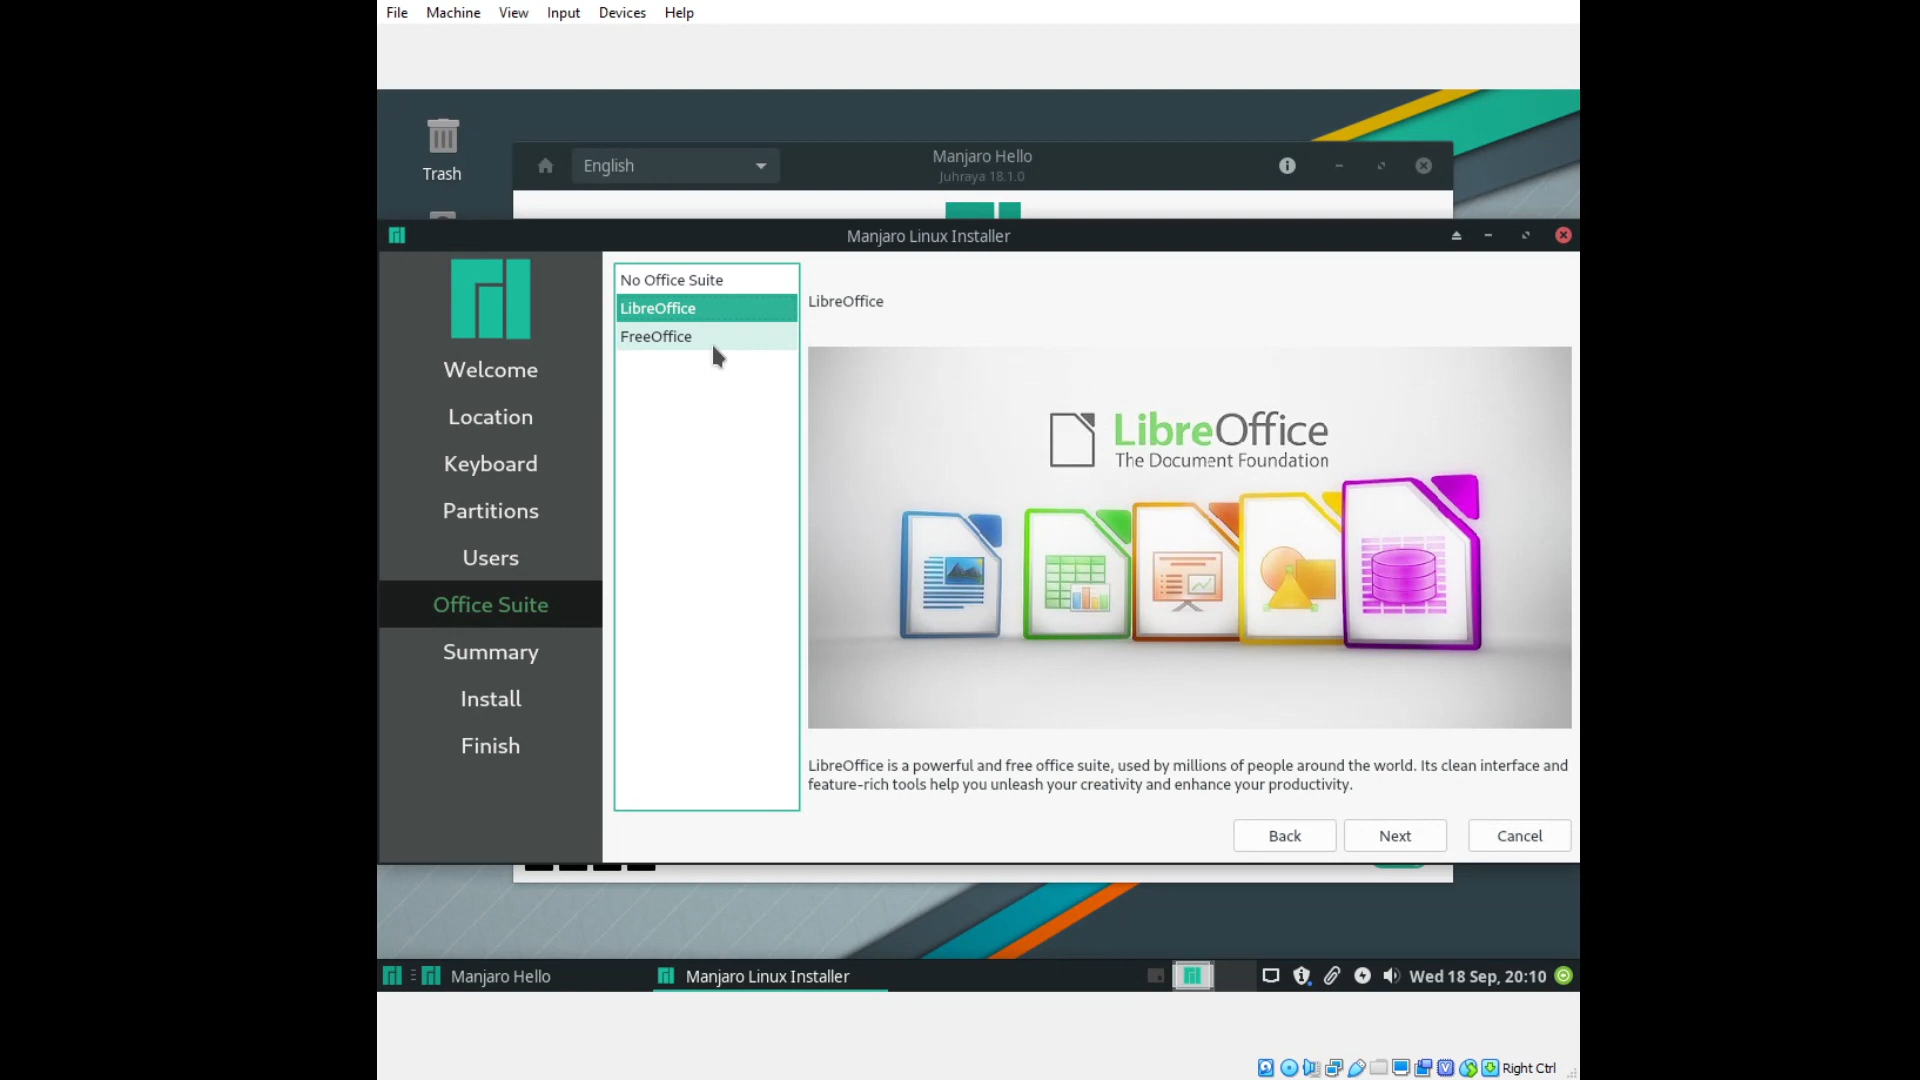 File Machine View Input Devices Help
Trash
English
Manjaro Hello
Juhraya 18.1.0
Manjaro Linux Installer
Welcome
Location
Keyboard
Partitions
Users
Office Suite
Summary
Install
Finish
No Office Suite
LibreOffice
FreeOffice
LibreOffice
LibreOffice
The Document Foundation
LibreOffice is a powerful and free office suite, used by millions of people around the world. Its clean interface and
feature-rich tools help you unleash your creativity and enhance your productivity.
Back
Next
Cancel
Manjaro Hello
Manjaro Linux Installer
Wed 18 Sep, 20:10
Right Ctrl